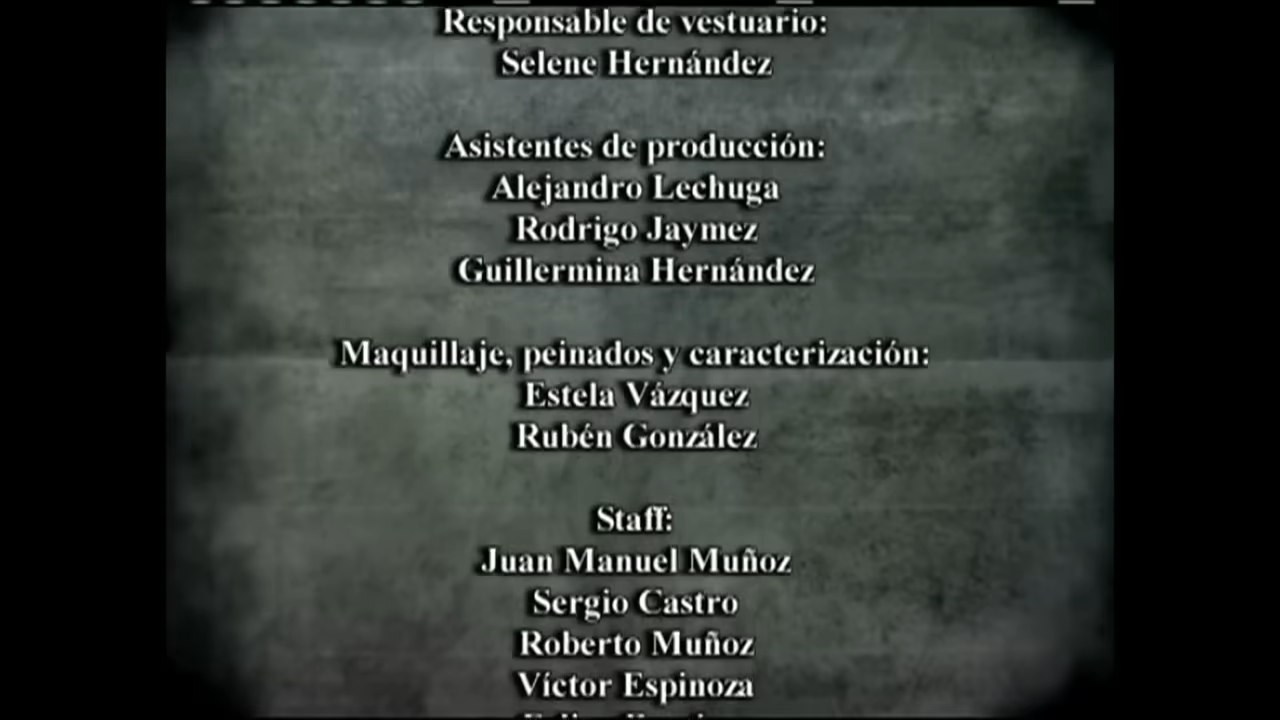 Responsable de vestuario:
Selene Hernández
Asistentes de producción:
Alejandro Lechuga
Rodrigo Jaymez
Guillermina Hernández
Maquillaje, peinados y caracterización:
Estela Vázquez
Rubén González
Staff:
Juan Manuel Muñoz
Sergio Castro
Roberto Muñoz
Víctor Espinoza